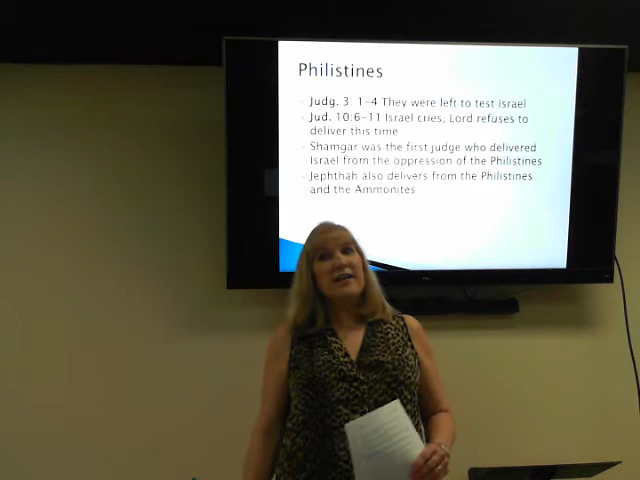 Philistines
Judg. 3: 1-4 They were left to test Israel
Jud. 10:6-11 Israel cries, Lord refuses to
deliver this time
Shamgar was the first judge who delivered
Israel from the oppression of the Philistines
Jephthah also delivers from the Philistines
and the Ammonites